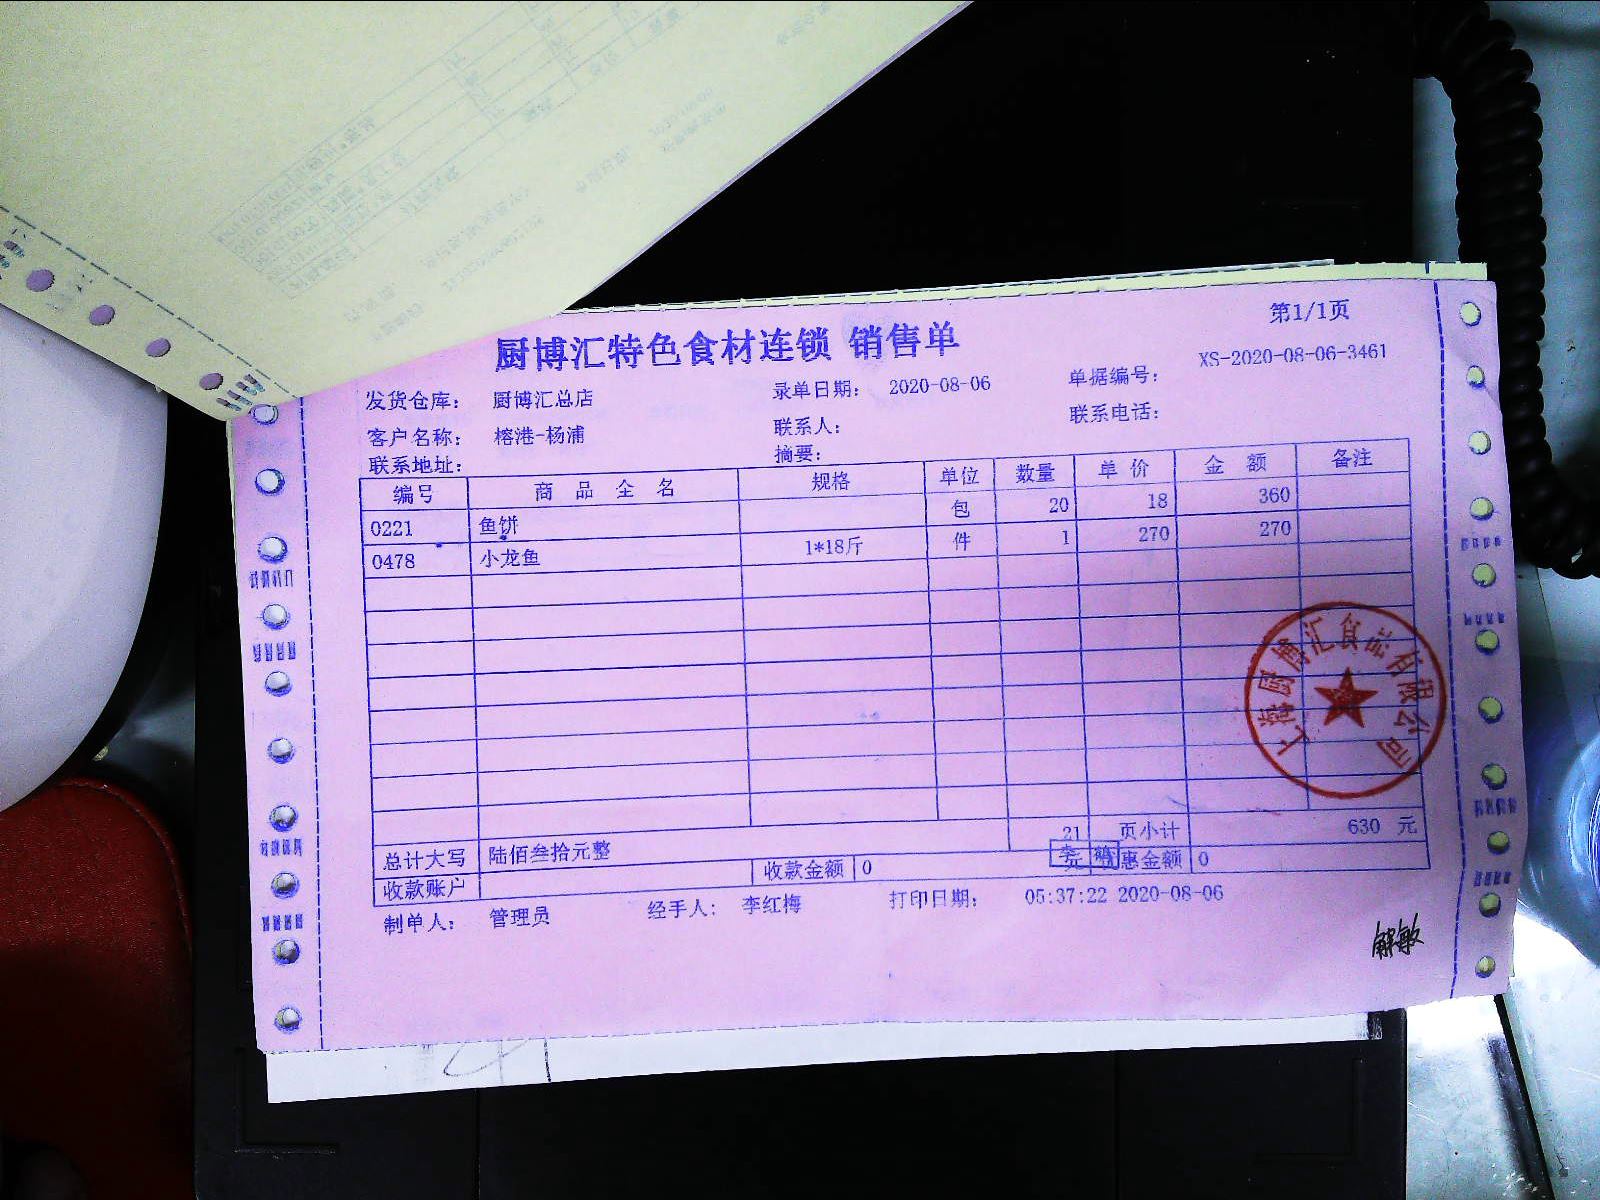 第1/1页
厨博汇特色食材连锁 销售单
XS-2020-08-06-3461
发货仓库： 厨博汇总店 录单日期： 2020-08-06 单据编号：
客户名称： 榕港-杨浦 联系人： 联系电话：
联系地址： 摘要：
编号 商 品 全 名 规格 单位 数量 单 价 金 额 备注
0221 鱼饼 包 20 18 360
0478 小龙鱼 1*18斤 件 1 270 270
上海厨博汇食品有限公司
21 页小计 630 元
总计大写 陆佰叁拾元整
收款账户 收款金额 0 惠金额 0
制单人： 管理员 经手人： 李红梅 打印日期： 05:37:22 2020-08-06
解敏